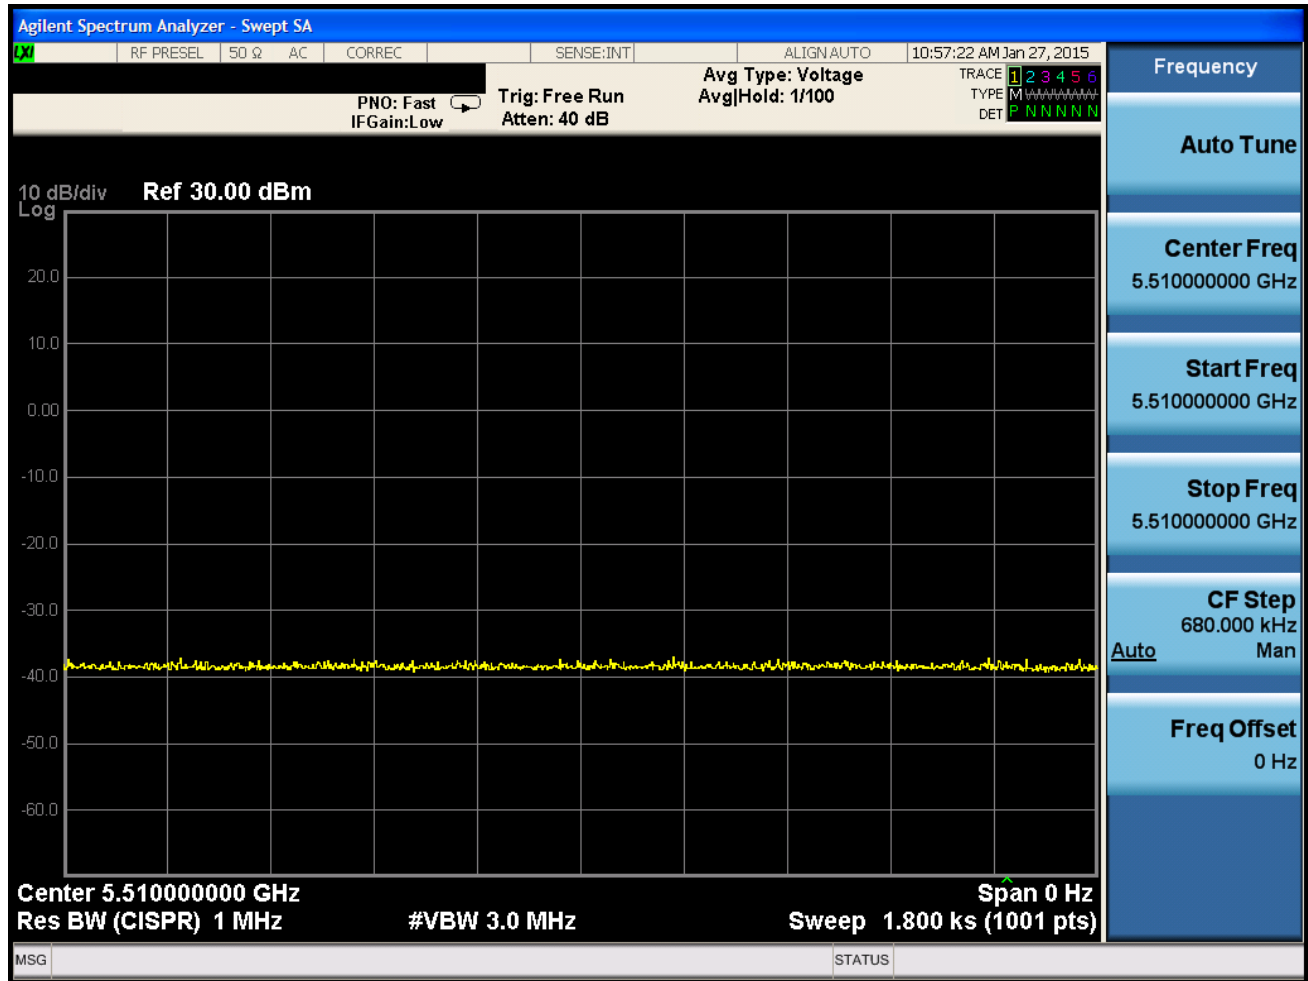 Agilent Spectrum Analyzer - Swept SA
LXI RF PRESEL 50 Ω AC CORREC SENSE:INT ALIGNAUTO 10:57:22 AM Jan 27, 2015
Frequency
Avg Type: Voltage TRACE 1 2 3 4 5 6
PNO: Fast Trig: Free Run Avg|Hold: 1/100 TYPE M
IFGain:Low Atten: 40 dB DET P N N N N N
Auto Tune
10 dB/div Ref 30.00 dBm
Log
20.0
10.0
0.00
-10.0
-20.0
-30.0
-40.0
-50.0
-60.0
Center Freq
5.510000000 GHz
Start Freq
5.510000000 GHz
Stop Freq
5.510000000 GHz
CF Step
680.000 kHz
Auto Man
Freq Offset
0 Hz
Center 5.510000000 GHz Span 0 Hz
Res BW (CISPR) 1 MHz #VBW 3.0 MHz Sweep 1.800 ks (1001 pts)
MSG STATUS